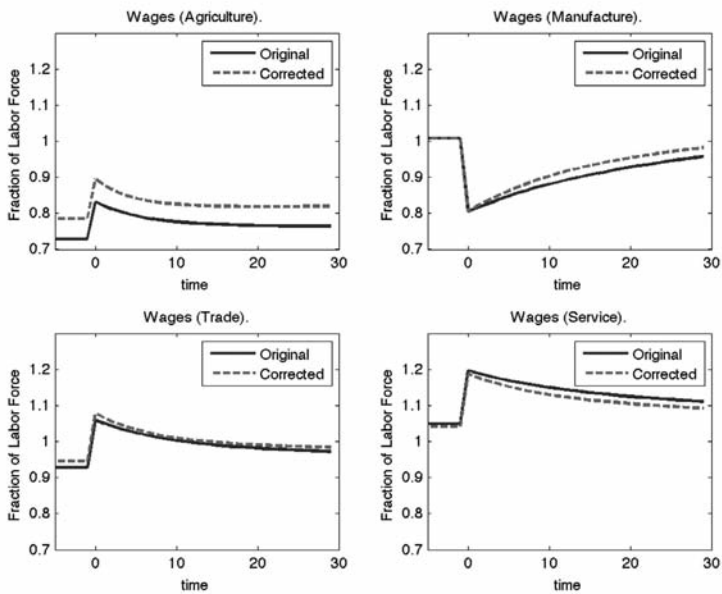 Wages (Agriculture).
Fraction of Labor Force
1.2
1.1
1
0.9
0.8
0.7
Original
Corrected
0
10
20
30
time
Wages (Manufacture).
Fraction of Labor Force
1.2
1.1
1
0.9
0.8
0.7
Original
Corrected
0
10
20
30
time
Wages (Trade).
Fraction of Labor Force
1.2
1.1
1
0.9
0.8
0.7
Original
Corrected
0
10
20
30
time
Wages (Service).
Fraction of Labor Force
1.2
1.1
1
0.9
0.8
0.7
Original
Corrected
0
10
20
30
time